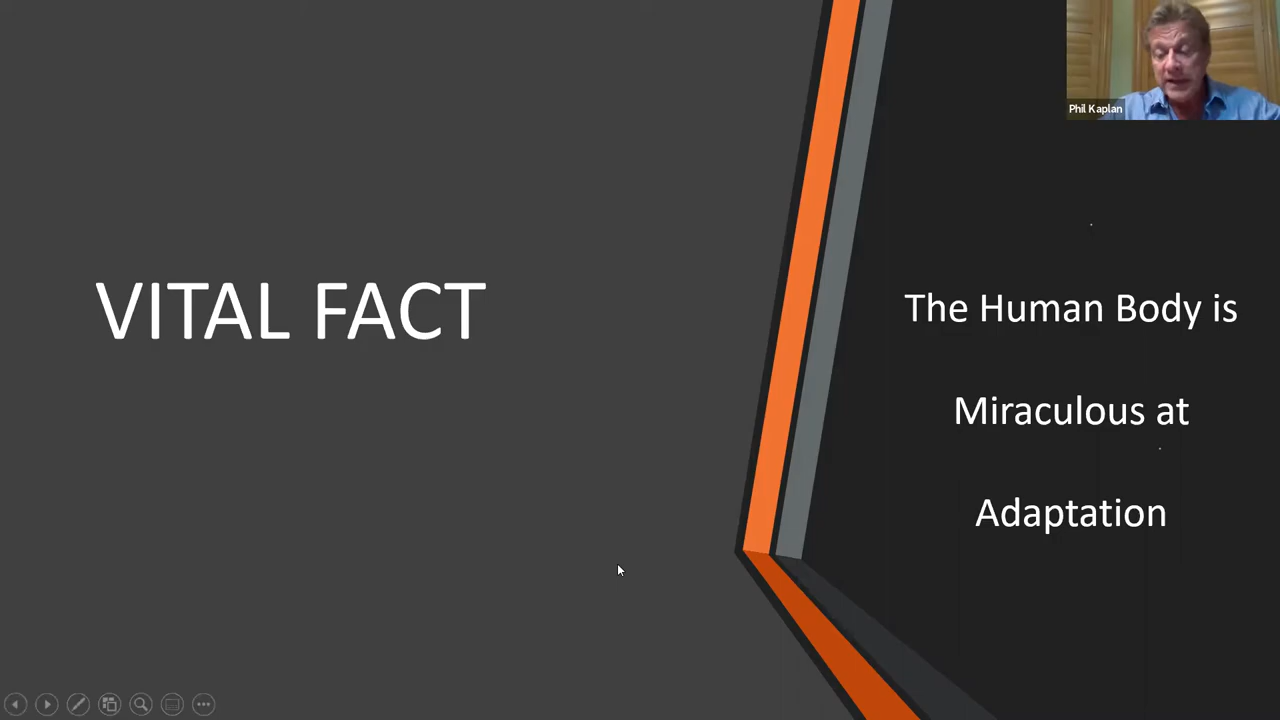 Phil Kaplan
VITAL FACT
The Human Body is
Miraculous at
Adaptation